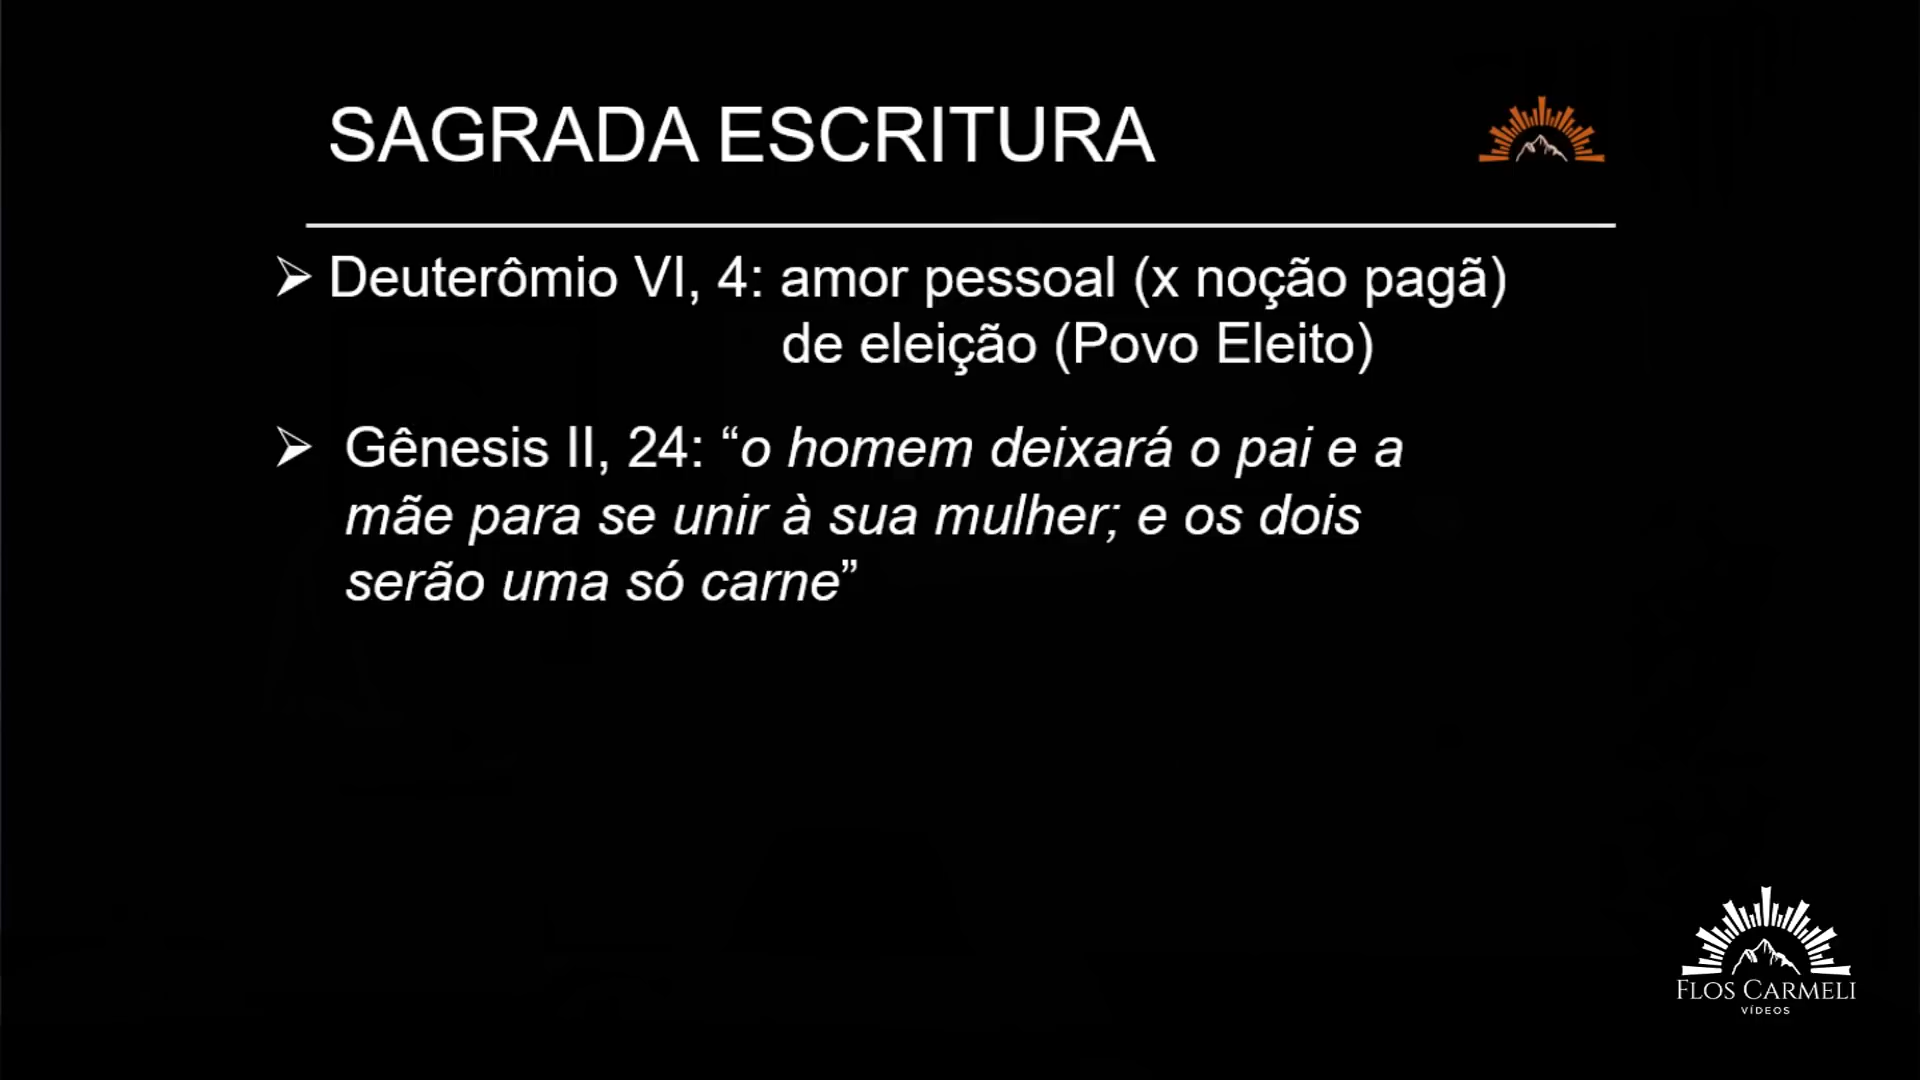 SAGRADA ESCRITURA
Deuterômio VI, 4: amor pessoal (x noção pagã)
de eleição (Povo Eleito)
Gênesis II, 24: “o homem deixará o pai e a
mãe para se unir à sua mulher; e os dois
serão uma só carne”
FLOS CARMELI
VÍDEOS